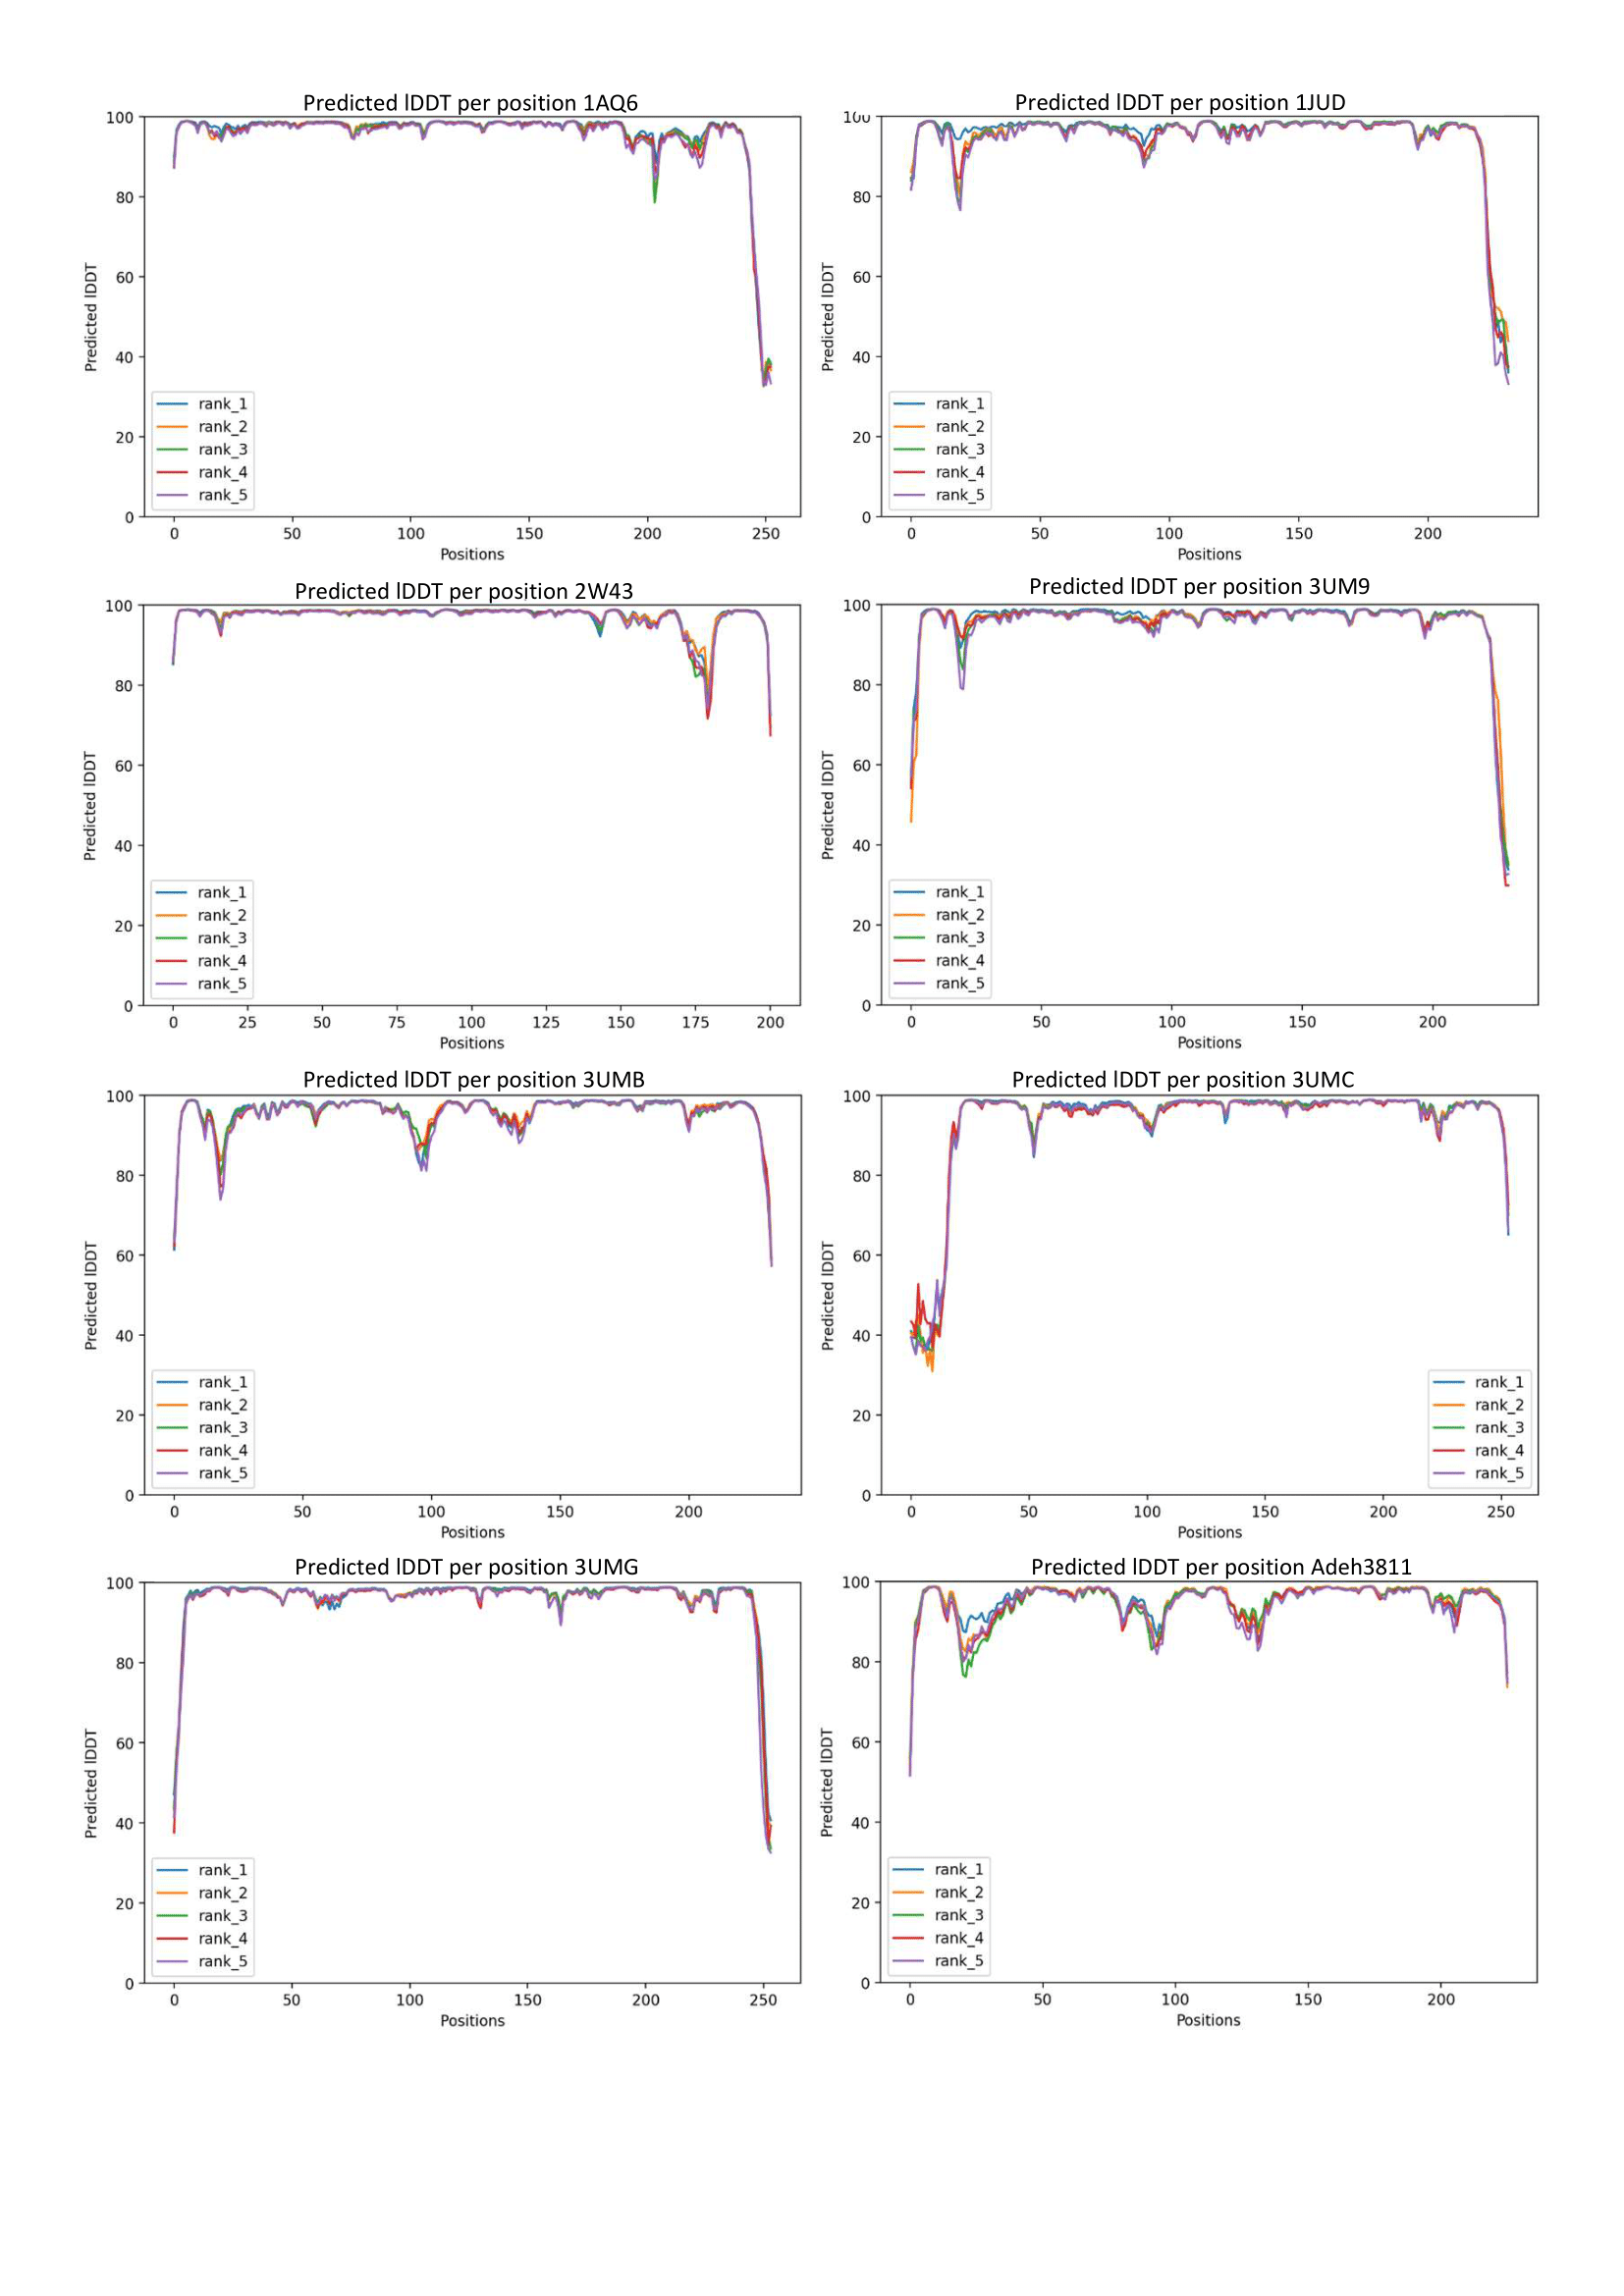 Predicted lDDT per position 1AQ6
100
80
60
40
20
0
Predicted lDDT
rank_1
rank_2
rank_3
rank_4
rank_5
0 50 100 150 200 250
Positions
Predicted lDDT per position 1JUD
100
80
60
40
20
0
Predicted lDDT
rank_1
rank_2
rank_3
rank_4
rank_5
0 50 100 150 200
Positions
Predicted lDDT per position 2W43
100
80
60
40
20
0
Predicted lDDT
rank_1
rank_2
rank_3
rank_4
rank_5
0 25 50 75 100 125 150 175 200
Positions
Predicted lDDT per position 3UM9
100
80
60
40
20
0
Predicted lDDT
rank_1
rank_2
rank_3
rank_4
rank_5
0 50 100 150 200
Positions
Predicted lDDT per position 3UMB
100
80
60
40
20
0
Predicted lDDT
rank_1
rank_2
rank_3
rank_4
rank_5
0 50 100 150 200
Positions
Predicted lDDT per position 3UMC
100
80
60
40
20
0
Predicted lDDT
rank_1
rank_2
rank_3
rank_4
rank_5
0 50 100 150 200 250
Positions
Predicted lDDT per position 3UMG
100
80
60
40
20
0
Predicted lDDT
rank_1
rank_2
rank_3
rank_4
rank_5
0 50 100 150 200 250
Positions
Predicted lDDT per position Adeh3811
100
80
60
40
20
0
Predicted lDDT
rank_1
rank_2
rank_3
rank_4
rank_5
0 50 100 150 200
Positions